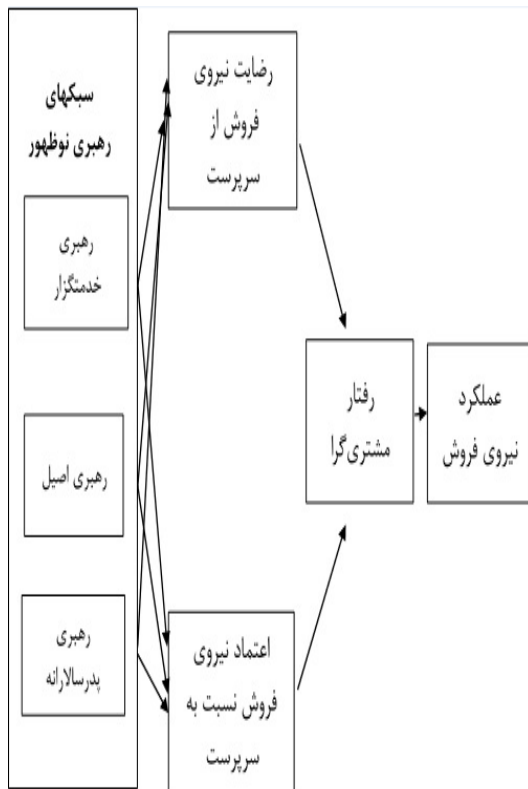 سبکهای
رهبری نوظهور
رهبری
خدمتگزار
رهبری اصیل
رهبری
پدرسالارانه
رضایت نیروی
فروش از
سرپرست
اعتماد نیروی
فروش نسبت به
سرپرست
رفتار
مشتری‌گرا
عملکرد
نیروی فروش